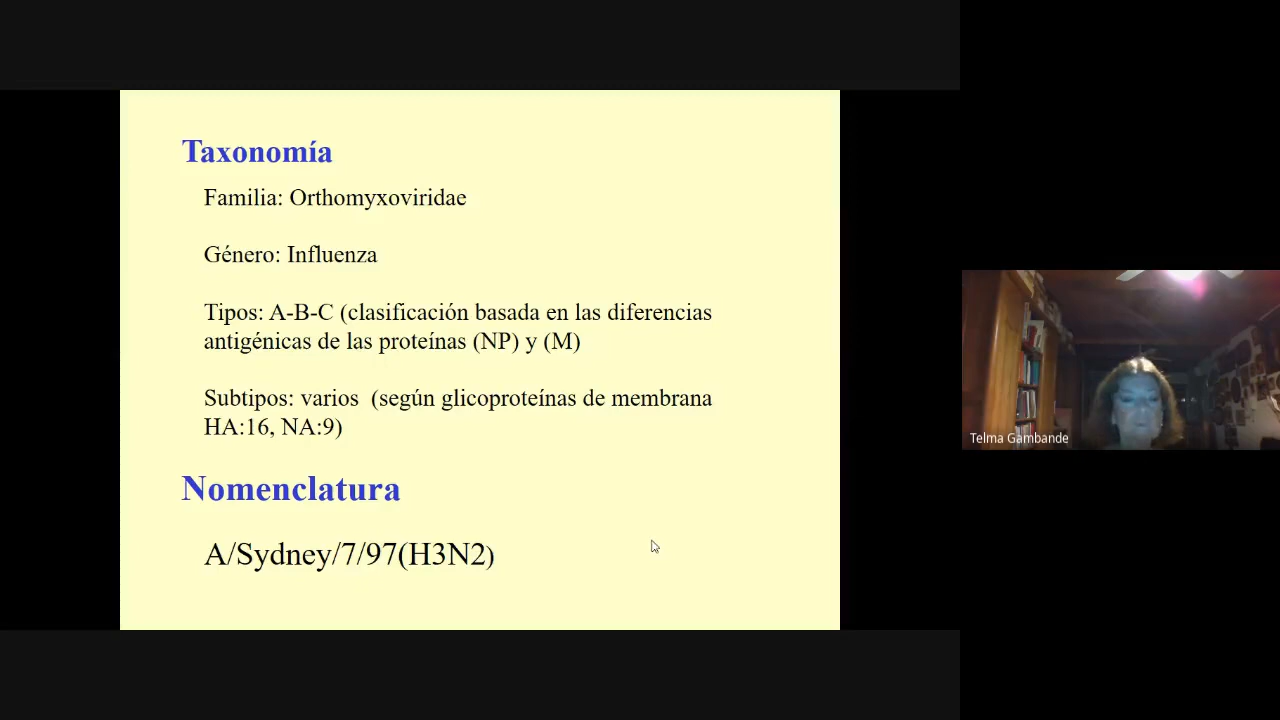 Taxonomía
Familia: Orthomyxoviridae
Género: Influenza
Tipos: A-B-C (clasificación basada en las diferencias
antigénicas de las proteínas (NP) y (M)
Subtipos: varios  (según glicoproteínas de membrana
HA:16, NA:9)
Nomenclatura
A/Sydney/7/97(H3N2)
Telma Gambande